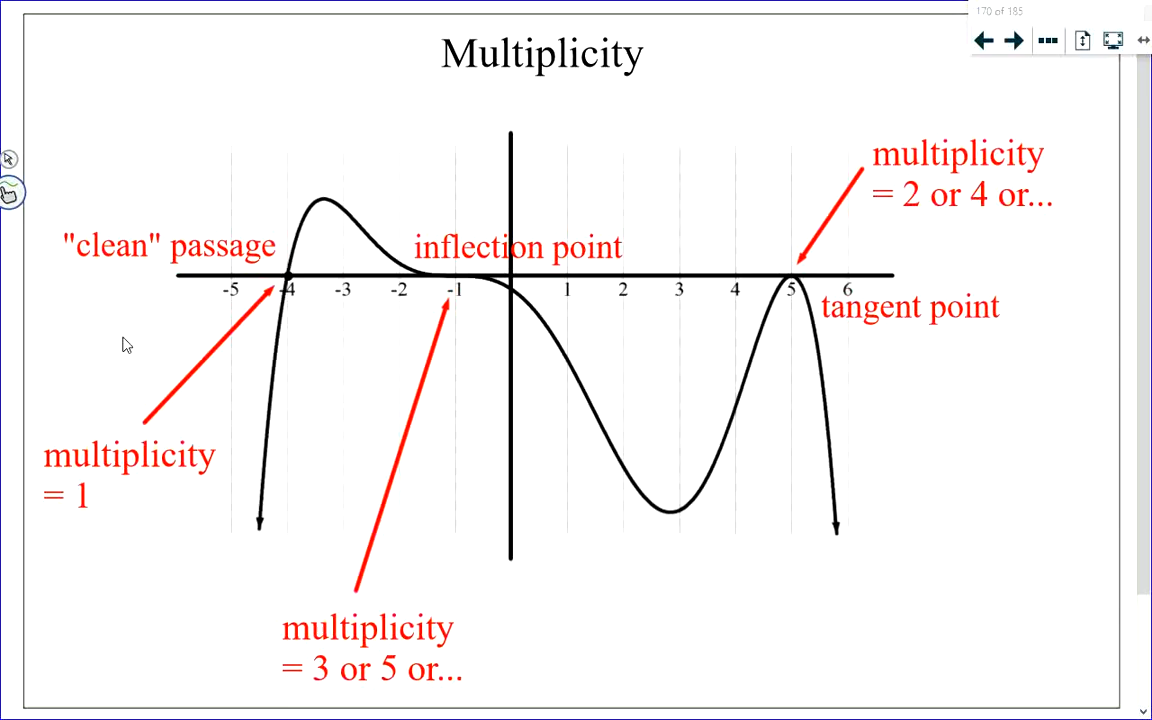 170 of 185
Multiplicity
multiplicity
= 2 or 4 or...
"clean" passage
inflection point
-5 -4 -3 -2 -1 1 2 3 4 5 6
tangent point
multiplicity
= 1
multiplicity
= 3 or 5 or...